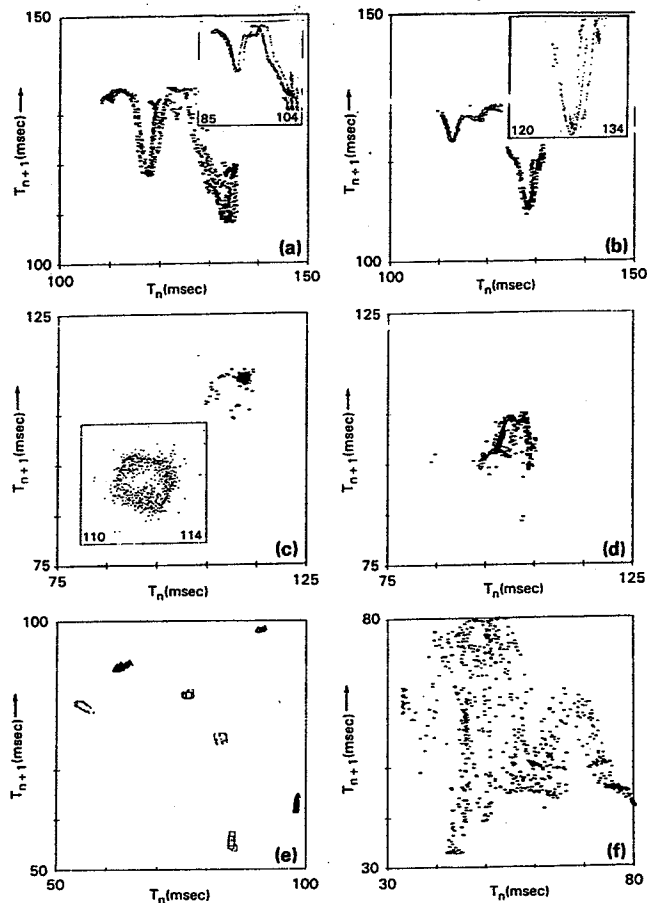 150
T_{n+1}(msec)
85 104
(a)
100
100 T_n(msec) 150
150
T_{n+1}(msec)
120 134
(b)
100
100 T_n(msec) 150
125
T_{n+1}(msec)
110 114
(c)
75
75 T_n(msec) 125
125
T_{n+1}(msec)
(d)
75
75 T_n(msec) 125
100
T_{n+1}(msec)
(e)
50
50 T_n(msec) 100
80
T_{n+1}(msec)
(f)
30
30 T_n(msec) 80